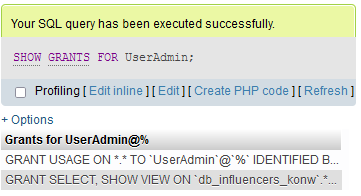 Your SQL query has been executed successfully.
SHOW GRANTS FOR UserAdmin;
Profiling [ Edit inline ] [ Edit ] [ Create PHP code ] [ Refresh ]
+ Options
Grants for UserAdmin@%
GRANT USAGE ON *.* TO `UserAdmin`@`%` IDENTIFIED B...
GRANT SELECT, SHOW VIEW ON `db_influencers_konw`.*...